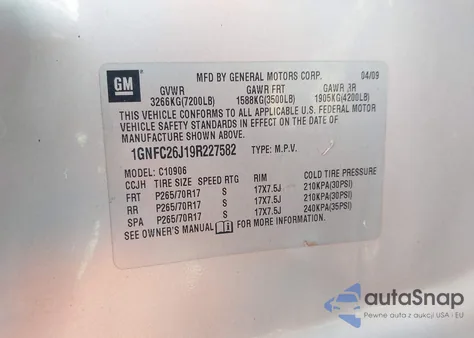 GM
MFD BY GENERAL MOTORS CORP. 04/09
GVWR GAWR FRT GAWR RR
3266KG(7200LB) 1588KG(3500LB) 1905KG(4200LB)
THIS VEHICLE CONFORMS TO ALL APPLICABLE U.S. FEDERAL MOTOR
VEHICLE SAFETY STANDARDS IN EFFECT ON THE DATE OF
MANUFACTURE SHOWN ABOVE.
1GNFC26J19R227582 TYPE: M.P.V.
MODEL: C10906
CCJH TIRE SIZE SPEED RTG RIM COLD TIRE PRESSURE
FRT P265/70R17 S 17X7.5J 210KPA(30PSI)
RR P265/70R17 S 17X7.5J 210KPA(30PSI)
SPA P265/70R17 S 17X7.5J 240KPA(35PSI)
SEE OWNER'S MANUAL FOR MORE INFORMATION.
autoSnap
Pewne auta z aukcji USA i EU